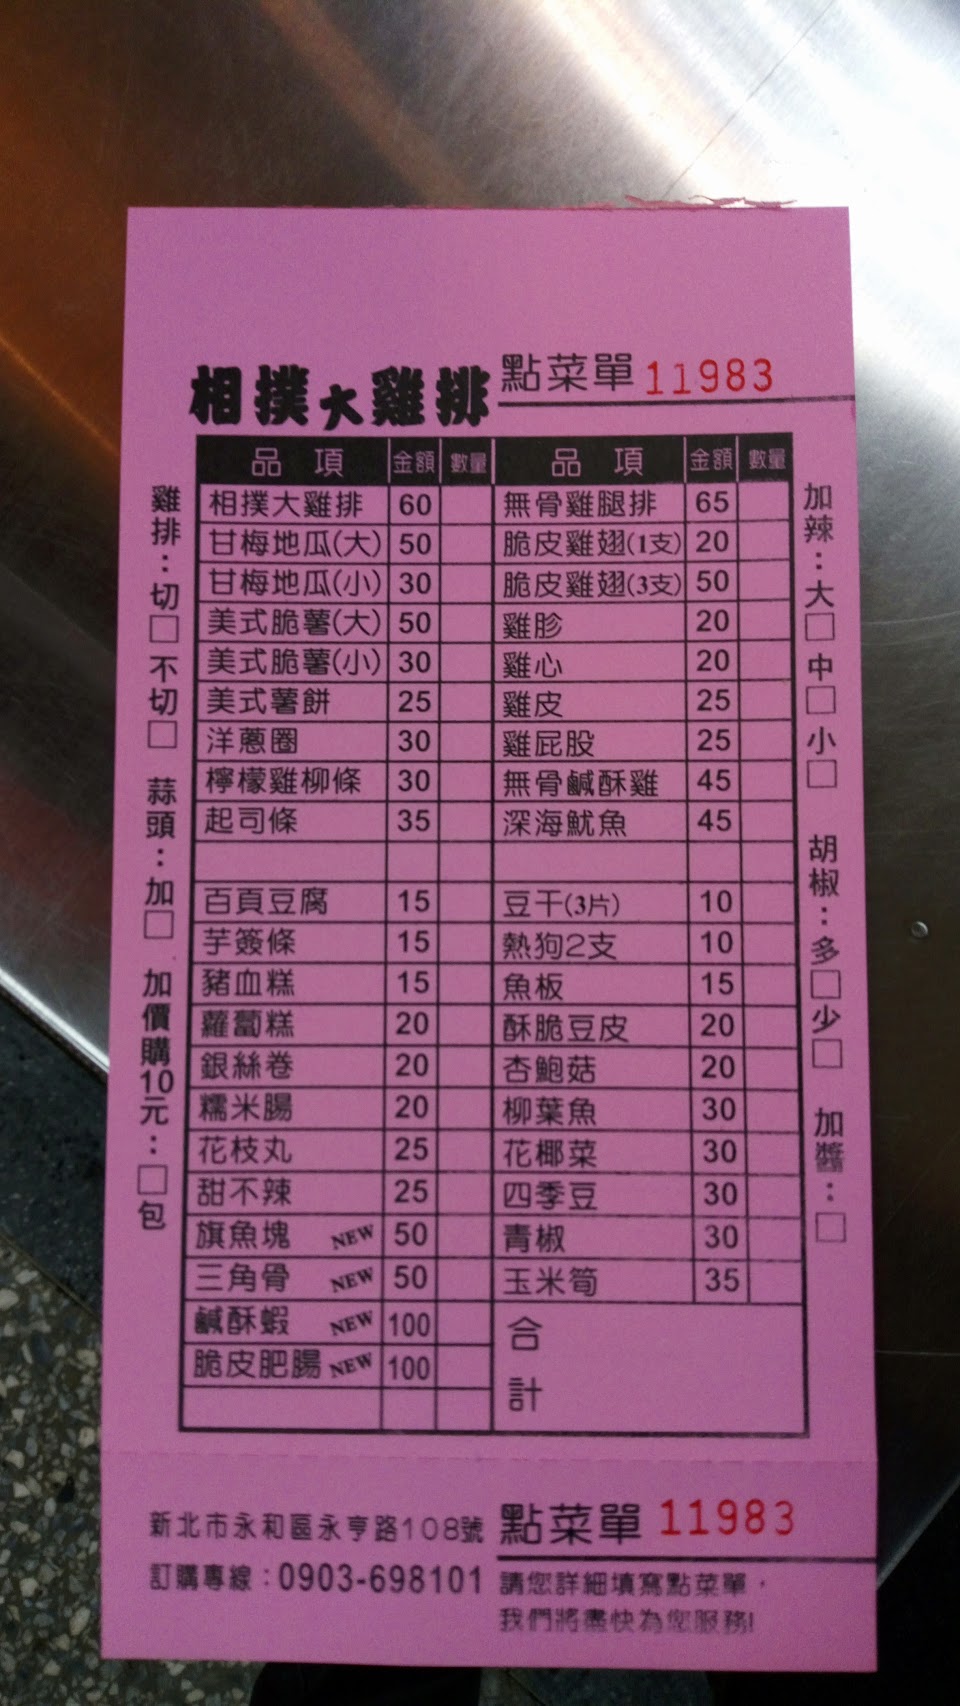 相撲大雞排 點菜單 11983
品項 金額 數量 品項 金額 數量
相撲大雞排 60 無骨雞腿排 65
甘梅地瓜(大) 50 脆皮雞翅(1支) 20
甘梅地瓜(小) 30 脆皮雞翅(3支) 50
美式脆薯(大) 50 雞胗 20
美式脆薯(小) 30 雞心 20
美式薯餅 25 雞皮 25
洋蔥圈 30 雞屁股 25
檸檬雞柳條 30 無骨鹹酥雞 45
起司條 35 深海魷魚 45
百頁豆腐 15 豆干(3片) 10
芋簽條 15 熱狗2支 10
豬血糕 15 魚板 15
蘿蔔糕 20 酥脆豆皮 20
銀絲卷 20 杏鮑菇 20
糯米腸 20 柳葉魚 30
花枝丸 25 花椰菜 30
甜不辣 25 四季豆 30
旗魚塊 NEW 50 青椒 30
三角骨 NEW 50 玉米筍 35
鹹酥蝦 NEW 100
脆皮肥腸 NEW 100
合計
雞排：切□ 不切□ 蒜頭：加□ 加價購10元：□包
加辣：大□ 中□ 小□ 胡椒：多□少□ 加醬：□
新北市永和區永亨路108號 點菜單 11983
訂購專線：0903-698101 請您詳細填寫點菜單，
我們將盡快為您服務!